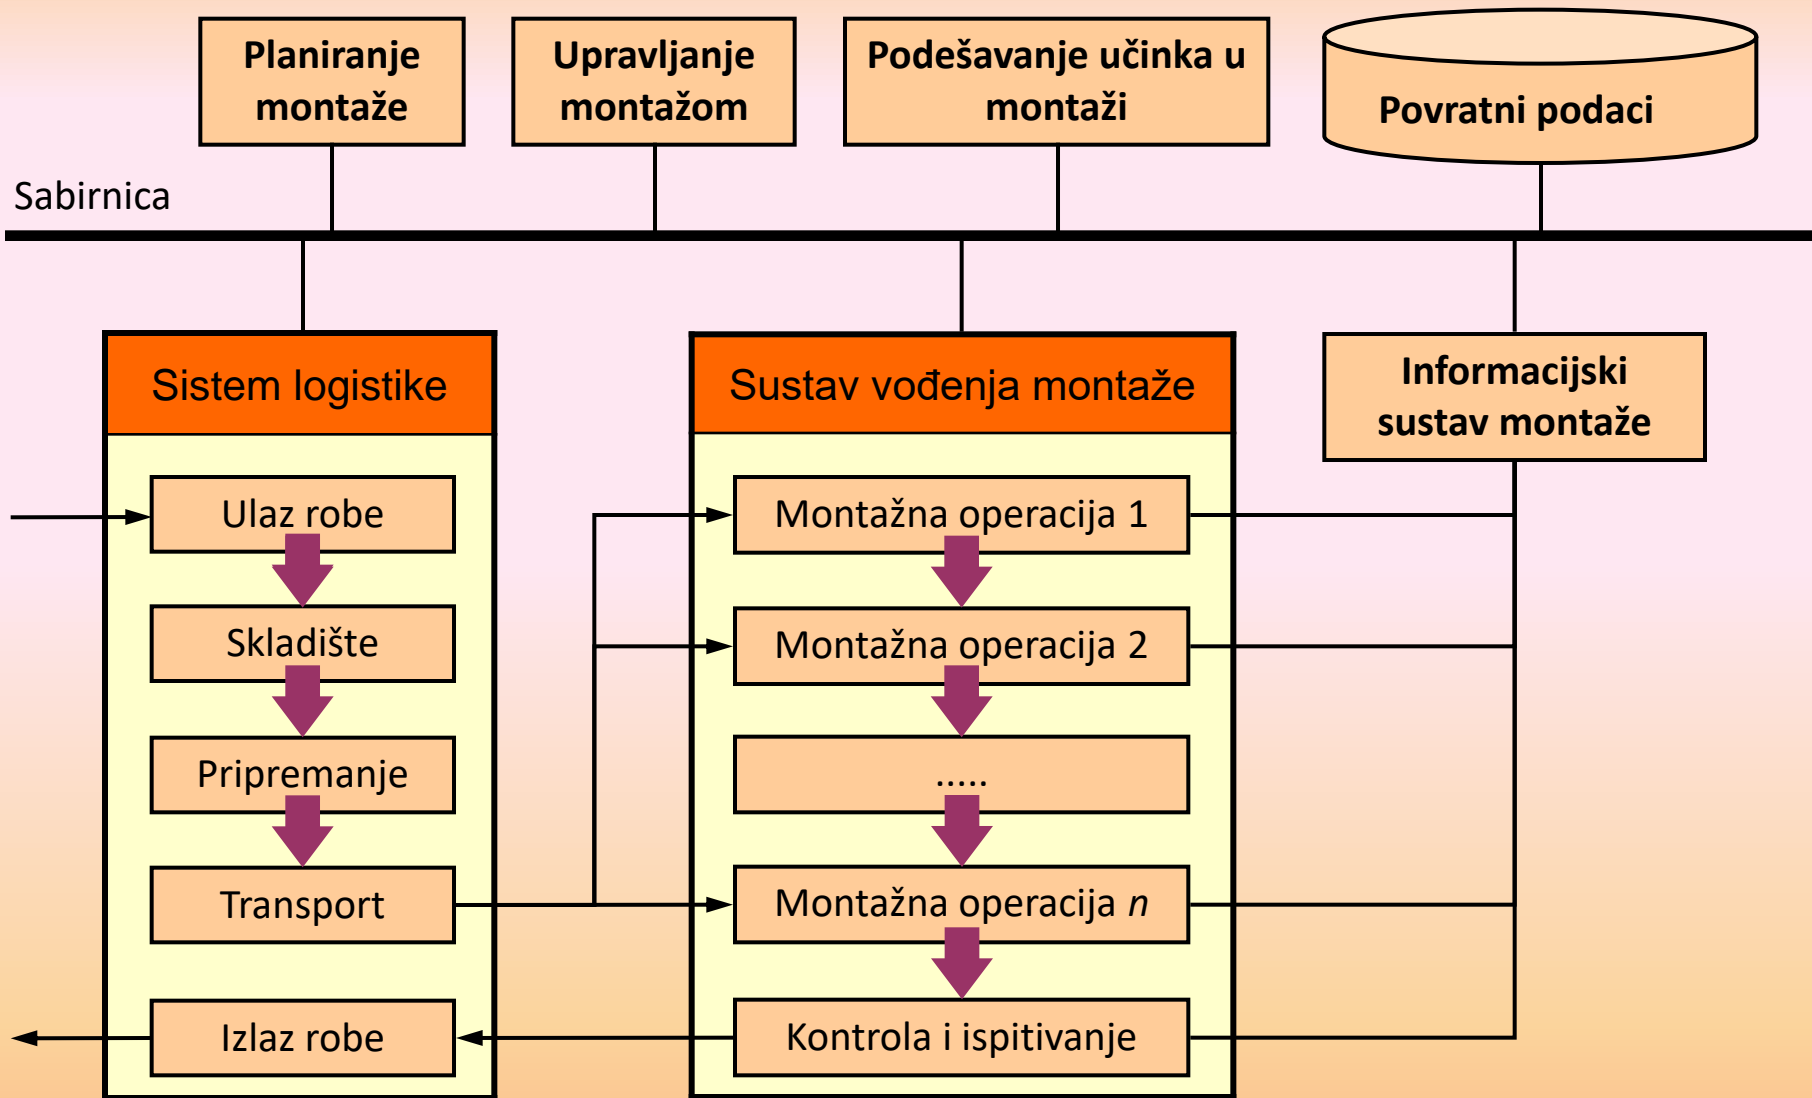 Planiranje
montaže
Upravljanje
montažom
Podešavanje učinka u
montaži
Povratni podaci
Sabirnica
Sistem logistike
Ulaz robe
Skladište
Pripremanje
Transport
Izlaz robe
Sustav vođenja montaže
Montažna operacija 1
Montažna operacija 2
.....
Montažna operacija n
Kontrola i ispitivanje
Informacijski
sustav montaže